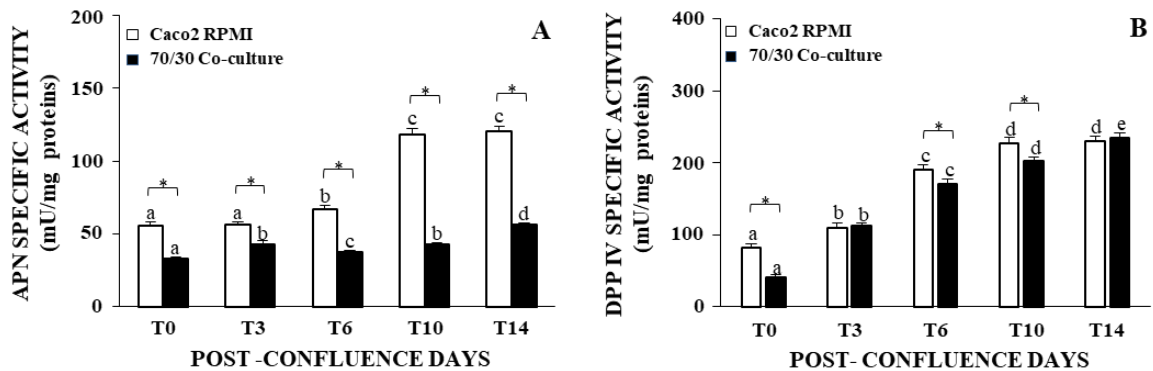 A
APN SPECIFIC ACTIVITY
(mU/mg proteins)
200
150
100
50
0
Caco2 RPMI
70/30 Co-culture
* * * * *
a a a b b c c b c d
T0 T3 T6 T10 T14
POST -CONFLUENCE DAYS
B
DPP IV SPECIFIC ACTIVITY
(mU/mg proteins)
400
300
200
100
0
Caco2 RPMI
70/30 Co-culture
* * *
a a b b c c d d d e
T0 T3 T6 T10 T14
POST- CONFLUENCE DAYS